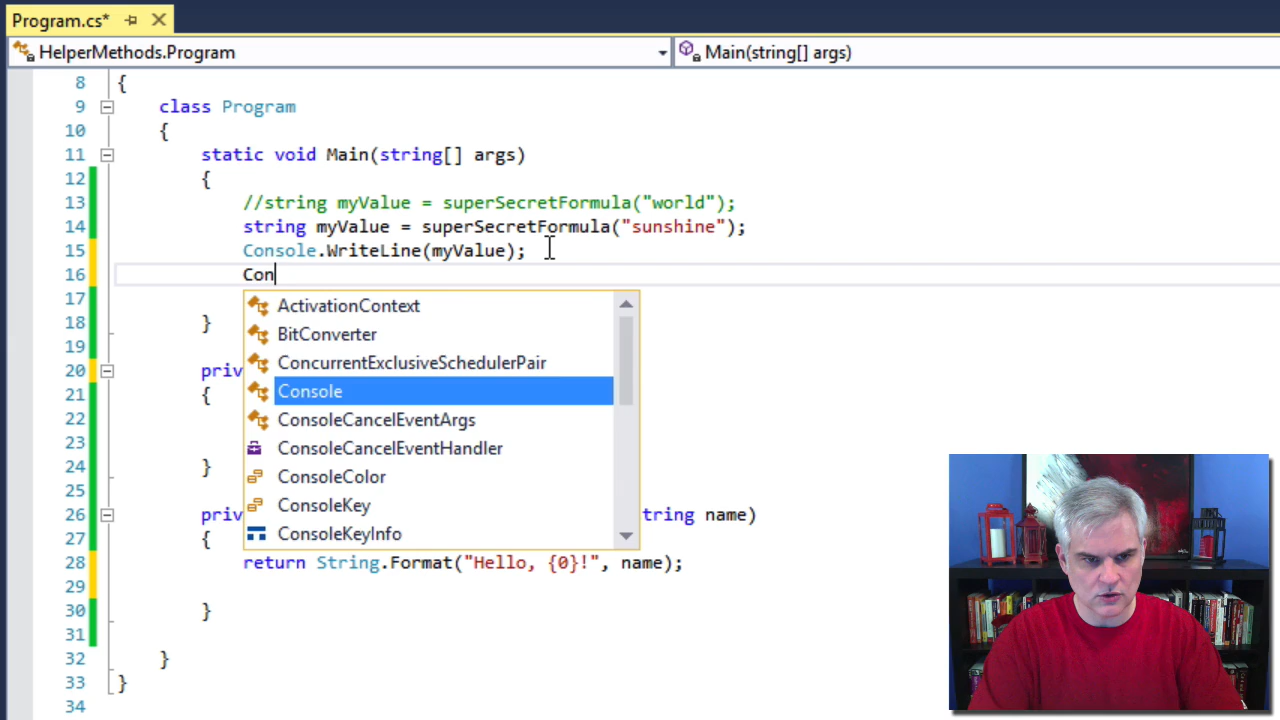 Program.cs*
HelperMethods.Program
Main(string[] args)
8 {
9 class Program
10 {
11 static void Main(string[] args)
12 {
13 //string myValue = superSecretFormula("world");
14 string myValue = superSecretFormula("sunshine");
15 Console.WriteLine(myValue);
16 Con
17
ActivationContext
18 }
BitConverter
19
ConcurrentExclusiveSchedulerPair
20 priv
21 {
Console
22
ConsoleCancelEventArgs
23
ConsoleCancelEventHandler
24 }
ConsoleColor
25
ConsoleKey
26 priv tring name)
27 {
ConsoleKeyInfo
28 return String.Format("Hello, {0}!", name);
29
30 }
31
32 }
33 }
34